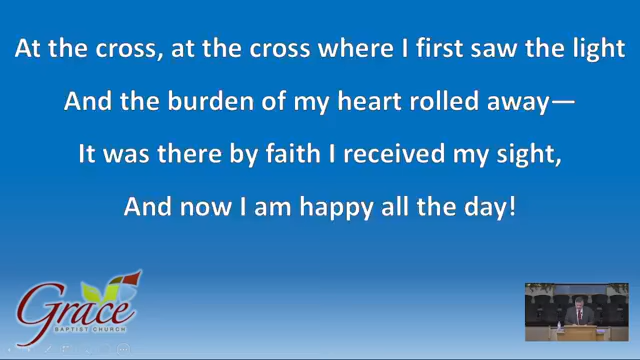 At the cross, at the cross where I first saw the light
And the burden of my heart rolled away—
It was there by faith I received my sight,
And now I am happy all the day!
Grace
BAPTIST CHURCH